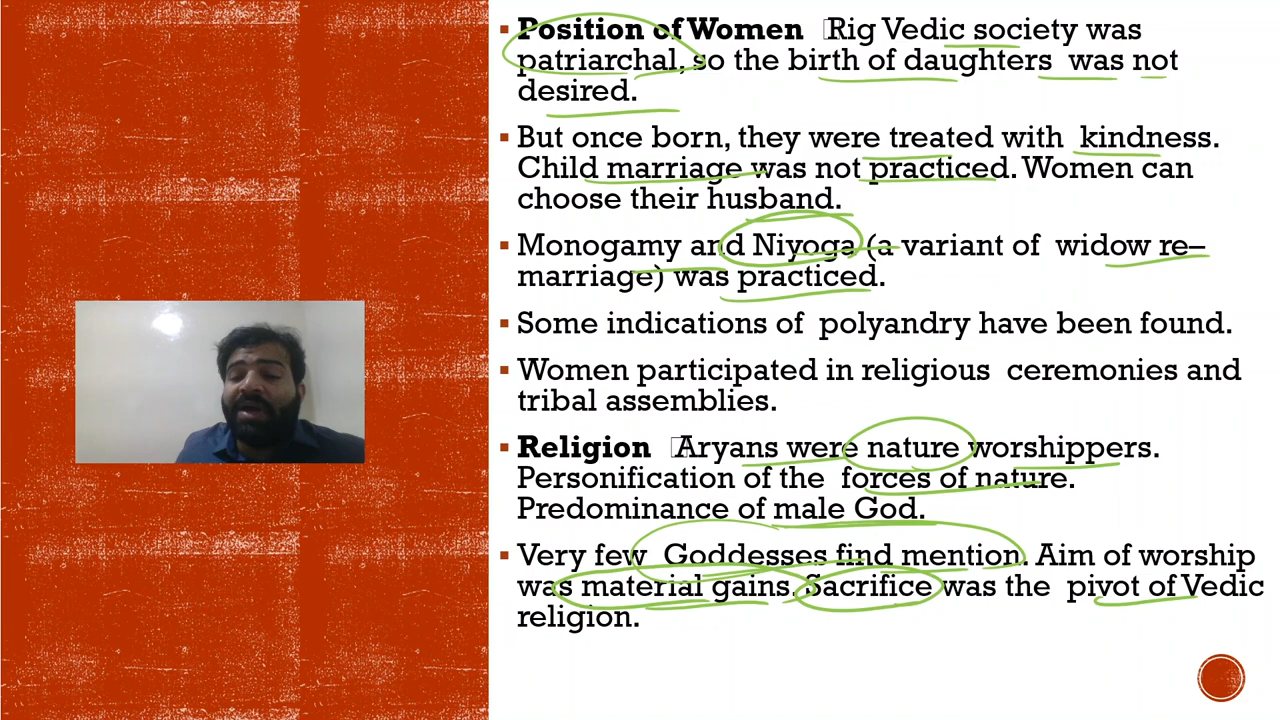 Position of Women Rig Vedic society was
patriarchal, so the birth of daughters was not
desired.
But once born, they were treated with kindness.
Child marriage was not practiced. Women can
choose their husband.
Monogamy and Niyoga (a variant of widow re–
marriage) was practiced.
Some indications of polyandry have been found.
Women participated in religious ceremonies and
tribal assemblies.
Religion Aryans were nature worshippers.
Personification of the forces of nature.
Predominance of male God.
Very few Goddesses find mention. Aim of worship
was material gains. Sacrifice was the pivot of Vedic
religion.